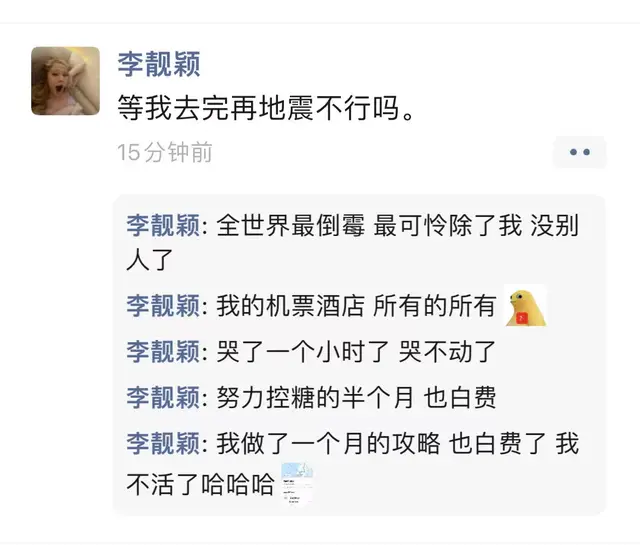 李靓颖
等我去完再地震不行吗。
15分钟前
李靓颖: 全世界最倒霉 最可怜除了我 没别
人了
李靓颖: 我的机票酒店 所有的所有
李靓颖: 哭了一个小时了 哭不动了
李靓颖: 努力控糖的半个月 也白费
李靓颖: 我做了一个月的攻略 也白费了 我
不活了哈哈哈